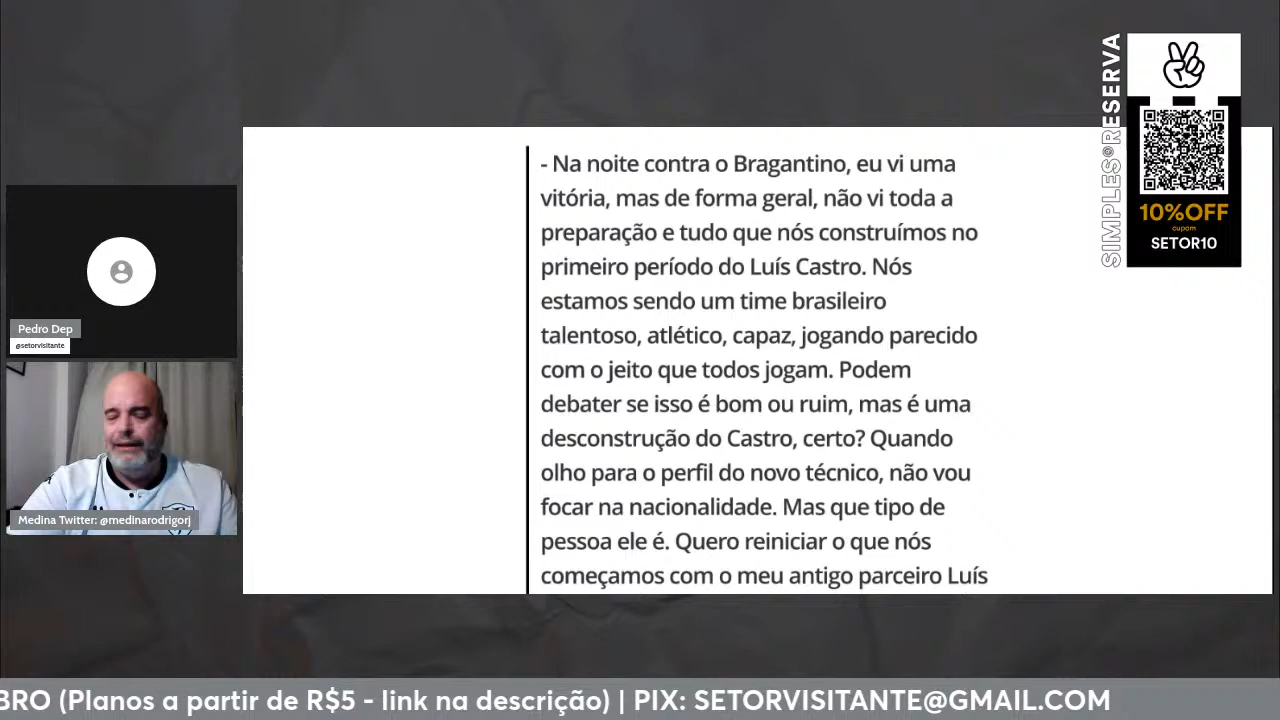 SIMPLES®RESERVA
10%OFF
cupom
SETOR10
- Na noite contra o Bragantino, eu vi uma
vitória, mas de forma geral, não vi toda a
preparação e tudo que nós construímos no
primeiro período do Luís Castro. Nós
estamos sendo um time brasileiro
talentoso, atlético, capaz, jogando parecido
com o jeito que todos jogam. Podem
debater se isso é bom ou ruim, mas é uma
desconstrução do Castro, certo? Quando
olho para o perfil do novo técnico, não vou
focar na nacionalidade. Mas que tipo de
pessoa ele é. Quero reiniciar o que nós
começamos com o meu antigo parceiro Luís
Pedro Dep
@setorvisitante
Medina Twitter: @medinarodrigorj
BRO (Planos a partir de R$5 - link na descrição) | PIX: SETORVISITANTE@GMAIL.COM